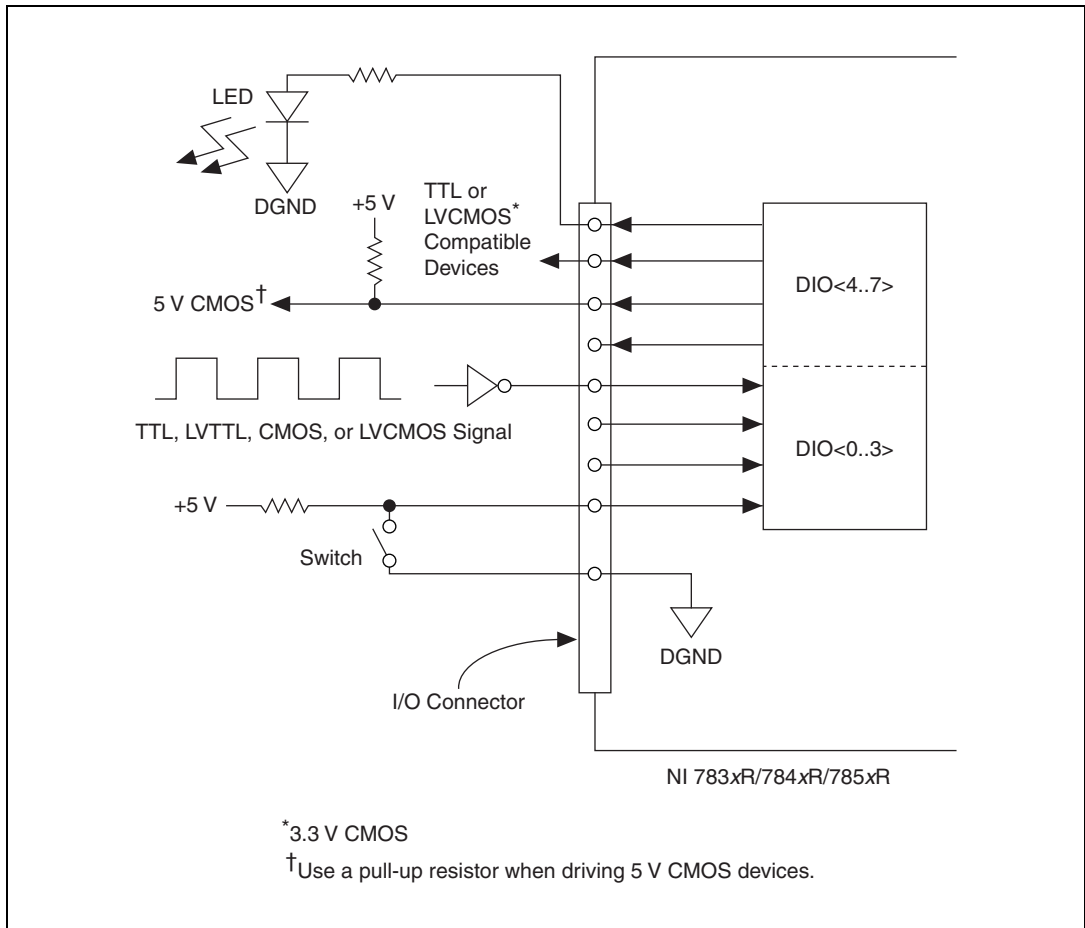 LED
DGND
+5 V
TTL or
LVCMOS*
Compatible
Devices
5 V CMOS†
DIO<4..7>
TTL, LVTTL, CMOS, or LVCMOS Signal
DIO<0..3>
+5 V
Switch
DGND
I/O Connector
NI 783xR/784xR/785xR
*3.3 V CMOS
†Use a pull-up resistor when driving 5 V CMOS devices.